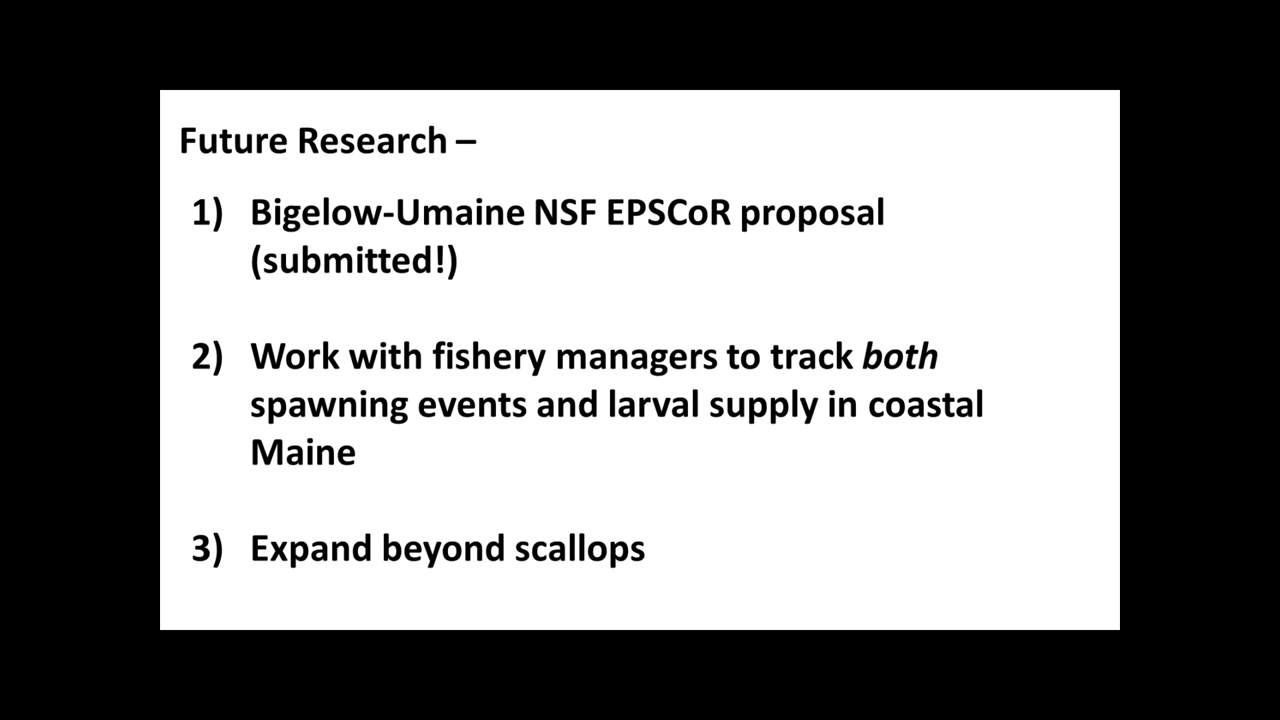 Future Research –
1) Bigelow-Umaine NSF EPSCoR proposal
(submitted!)
2) Work with fishery managers to track both
spawning events and larval supply in coastal
Maine
3) Expand beyond scallops